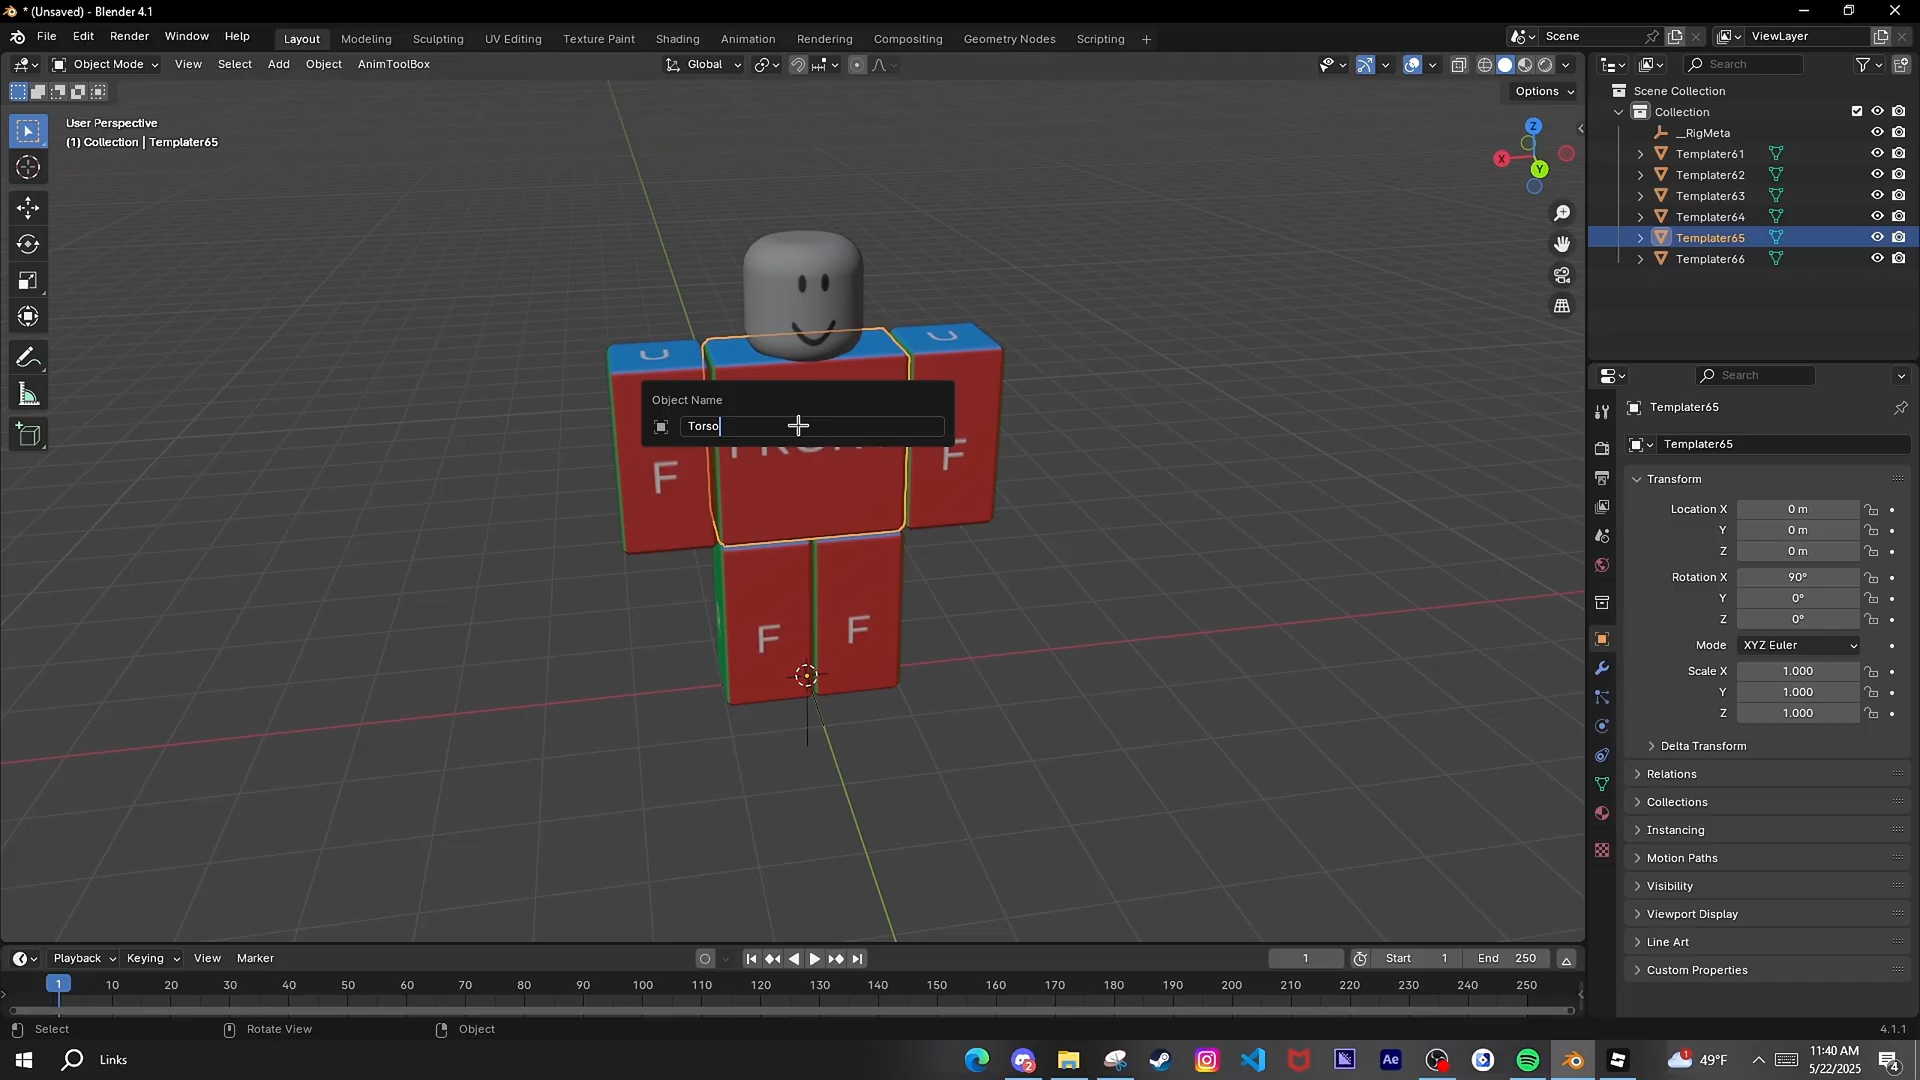 * (Unsaved) - Blender 4.1
File Edit Render Window Help
Layout Modeling Sculpting UV Editing Texture Paint Shading Animation Rendering Compositing Geometry Nodes Scripting +
Scene
ViewLayer
Object Mode View Select Add Object AnimToolBox
Global
Search
Options
User Perspective
(1) Collection | Templater65
Z
X
Y
Scene Collection
Collection
__RigMeta
Templater61
Templater62
Templater63
Templater64
Templater65
Templater66
U
U
Object Name
Torso
F
F
F
F
Search
Templater65
Templater65
Transform
Location X 0 m
Y 0 m
Z 0 m
Rotation X 90°
Y 0°
Z 0°
Mode XYZ Euler
Scale X 1.000
Y 1.000
Z 1.000
Delta Transform
Relations
Collections
Instancing
Motion Paths
Visibility
Viewport Display
Line Art
Custom Properties
Playback Keying View Marker
1 Start 1 End 250
1 10 20 30 40 50 60 70 80 90 100 110 120 130 140 150 160 170 180 190 200 210 220 230 240 250
Select Rotate View Object
4.1.1
Links
2
Ae
1
49°F
11:40 AM
5/22/2025
4